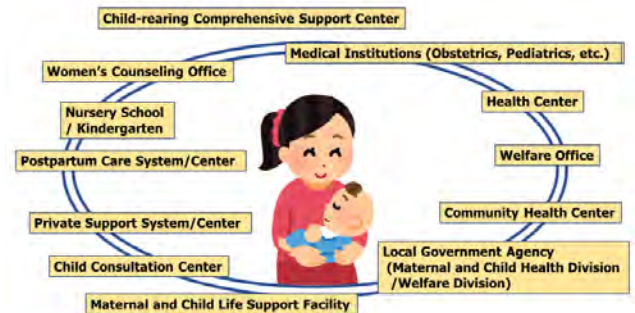 Child-rearing Comprehensive Support Center
Medical Institutions (Obstetrics, Pediatrics, etc.)
Women's Counseling Office
Health Center
Nursery School
/ Kindergarten
Welfare Office
Postpartum Care System/Center
Community Health Center
Private Support System/Center
Local Government Agency
(Maternal and Child Health Division
/Welfare Division)
Child Consultation Center
Maternal and Child Life Support Facility